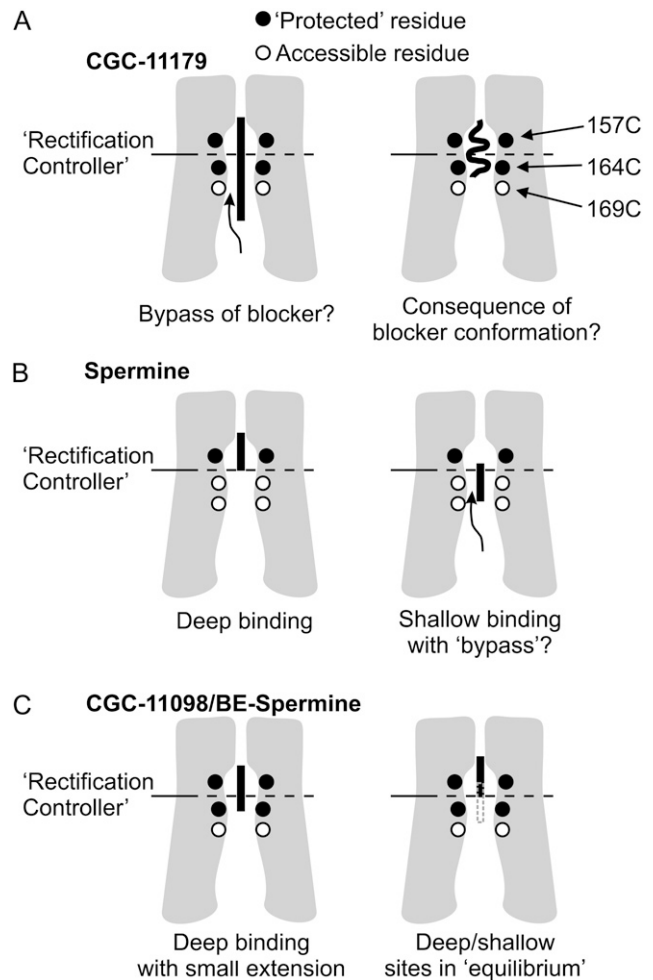 A
‘Protected’ residue
Accessible residue
CGC-11179
‘Rectification
Controller’
157C
164C
169C
Bypass of blocker?
Consequence of
blocker conformation?
B
Spermine
‘Rectification
Controller’
Deep binding
Shallow binding
with ‘bypass’?
C
CGC-11098/BE-Spermine
‘Rectification
Controller’
Deep binding
with small extension
Deep/shallow
sites in ‘equilibrium’